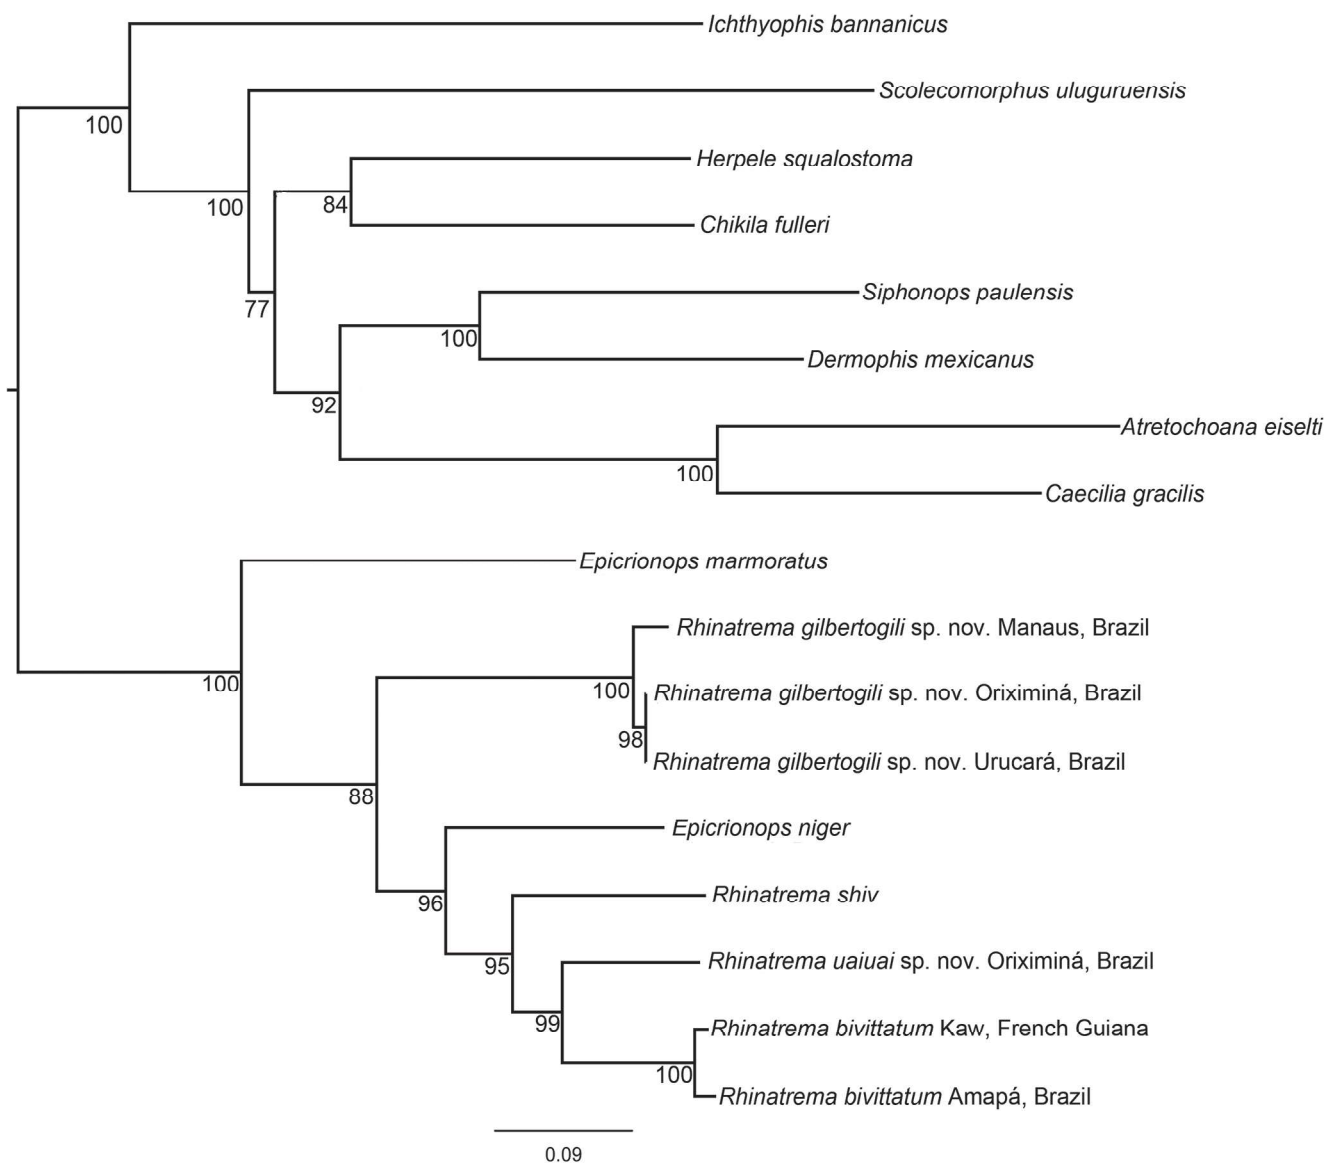 Ichthyophis bannanicus
Scolecomorphus uluguruensis
100
Herpele squalostoma
100
84
Chikila fulleri
Siphonops paulensis
77
100
Dermophis mexicanus
92
Atretochoana eiselti
100
Caecilia gracilis
Epicrionops marmoratus
Rhinatrema gilbertogili sp. nov. Manaus, Brazil
100
100
Rhinatrema gilbertogili sp. nov. Oriximiná, Brazil
98
Rhinatrema gilbertogili sp. nov. Urucará, Brazil
88
Epicrionops niger
96
Rhinatrema shiv
95
Rhinatrema uaiuai sp. nov. Oriximiná, Brazil
99
Rhinatrema bivittatum Kaw, French Guiana
100
Rhinatrema bivittatum Amapá, Brazil
0.09